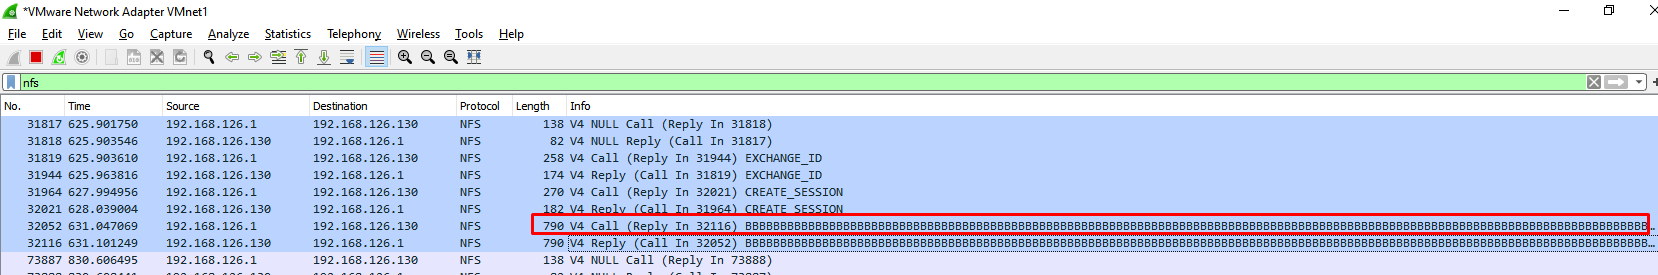 *VMware Network Adapter VMnet1
File Edit View Go Capture Analyze Statistics Telephony Wireless Tools Help
nfs
No. Time Source Destination Protocol Length Info
31817 625.901750 192.168.126.1 192.168.126.130 NFS 138 V4 NULL Call (Reply In 31818)
31818 625.903546 192.168.126.130 192.168.126.1 NFS 82 V4 NULL Reply (Call In 31817)
31819 625.903610 192.168.126.1 192.168.126.130 NFS 258 V4 Call (Reply In 31944) EXCHANGE_ID
31944 625.963816 192.168.126.130 192.168.126.1 NFS 174 V4 Reply (Call In 31819) EXCHANGE_ID
31964 627.994956 192.168.126.1 192.168.126.130 NFS 270 V4 Call (Reply In 32021) CREATE_SESSION
32021 628.039004 192.168.126.130 192.168.126.1 NFS 182 V4 Reply (Call In 31964) CREATE_SESSION
32052 631.047069 192.168.126.1 192.168.126.130 NFS 790 V4 Call (Reply In 32116) BBBBBBBBBBBBBBBBBBBBBBBBBBBBBBBBBBBBBBBBBBBBBBBBBBBBBBBBBBBBBBBBBBBBBBBBBBBBBBBBBBBBBBBBBBBBBBBBBBBBBBBBBBBBBBBBBBBBBBBBBBBBBBBBB…
32116 631.101249 192.168.126.130 192.168.126.1 NFS 790 V4 Reply (Call In 32052) BBBBBBBBBBBBBBBBBBBBBBBBBBBBBBBBBBBBBBBBBBBBBBBBBBBBBBBBBBBBBBBBBBBBBBBBBBBBBBBBBBBBBBBBBBBBBBBBBBBBBBBBBBBBBBBBBBBBBBBBBBBBBBBBB…
73887 830.606495 192.168.126.1 192.168.126.130 NFS 138 V4 NULL Call (Reply In 73888)